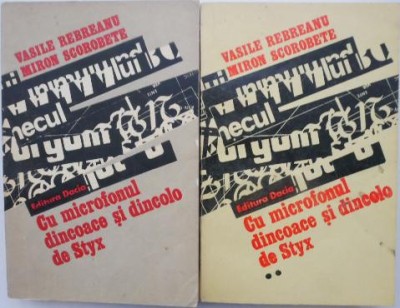 VASILE REBREANU
MIRON SCOROBETE
necul
Editura Dacia
Cu microfonul
dincoace și dincolo
de Styx
VASILE REBREANU
MIRON SCOROBETE
necul
Editura Dacia
Cu microfonul
dincoace și dincolo
de Styx